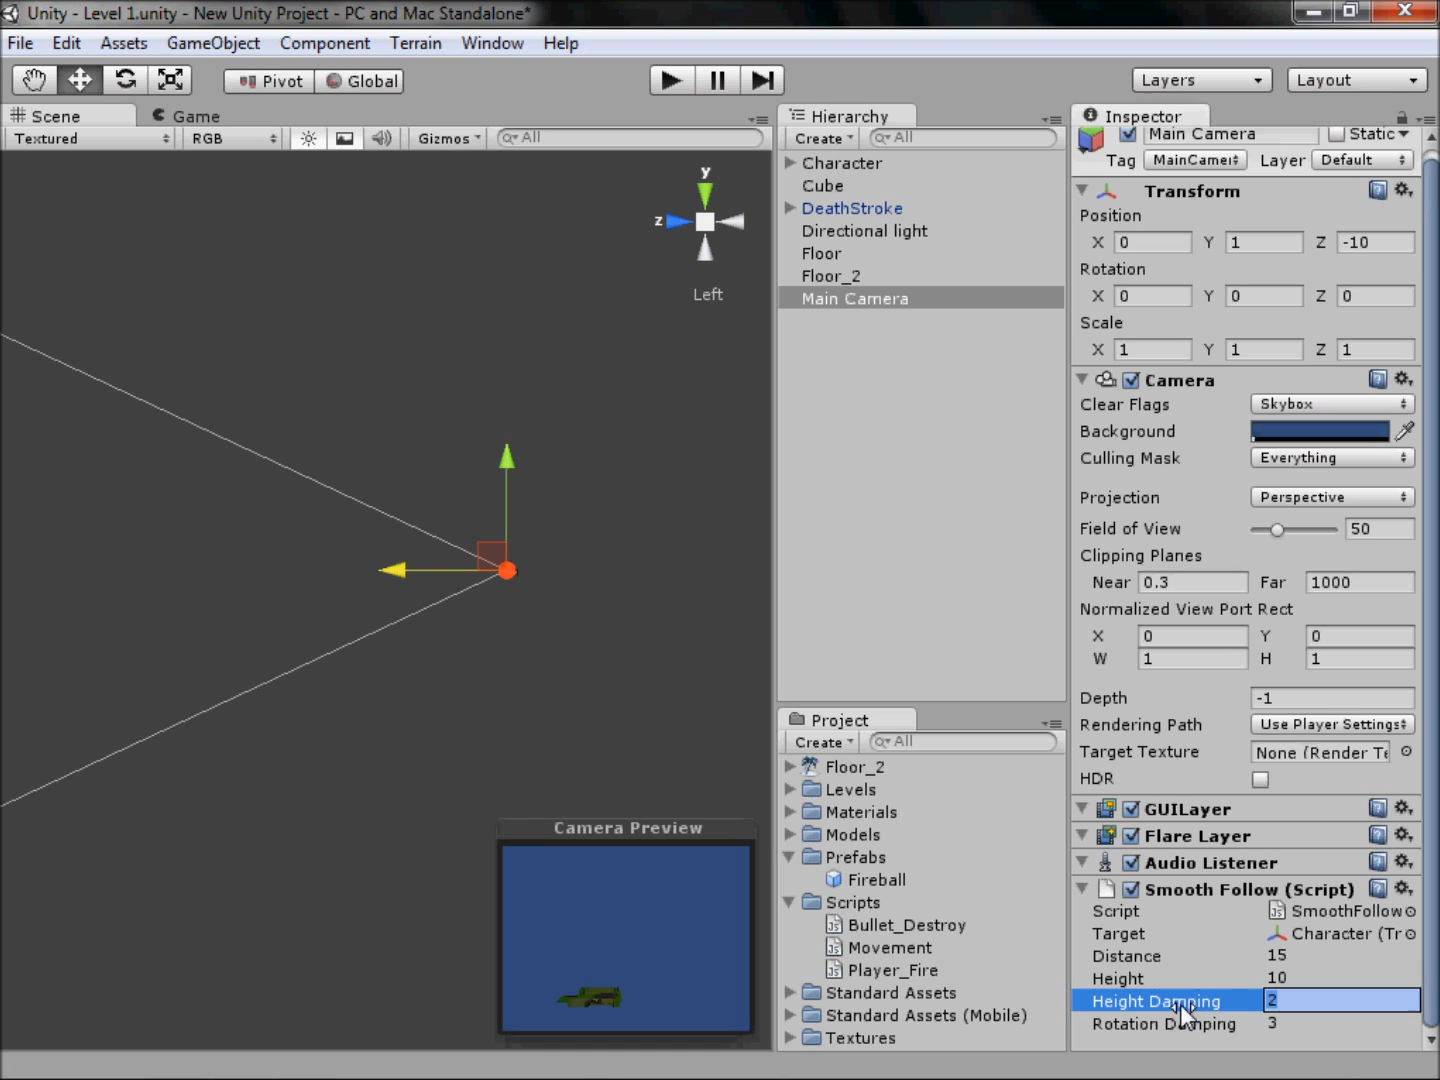 Unity - Level 1.unity - New Unity Project - PC and Mac Standalone*
File Edit Assets GameObject Component Terrain Window Help
Pivot Global Layers Layout
Scene Game
Textured RGB Gizmos All
y
z
Left
Camera Preview
Hierarchy
Create All
Character
Cube
DeathStroke
Directional light
Floor
Floor_2
Main Camera
Project
Create All
Floor_2
Levels
Materials
Models
Prefabs
Fireball
Scripts
Bullet_Destroy
Movement
Player_Fire
Standard Assets
Standard Assets (Mobile)
Textures
Inspector
Main Camera Static
Tag MainCamer Layer Default
Transform
Position
X 0 Y 1 Z -10
Rotation
X 0 Y 0 Z 0
Scale
X 1 Y 1 Z 1
Camera
Clear Flags Skybox
Background
Culling Mask Everything
Projection Perspective
Field of View 50
Clipping Planes
Near 0.3 Far 1000
Normalized View Port Rect
X 0 Y 0
W 1 H 1
Depth -1
Rendering Path Use Player Settings
Target Texture None (Render Te
HDR
GUILayer
Flare Layer
Audio Listener
Smooth Follow (Script)
Script SmoothFollow
Target Character (Tr
Distance 15
Height 10
Height Damping 2
Rotation Damping 3